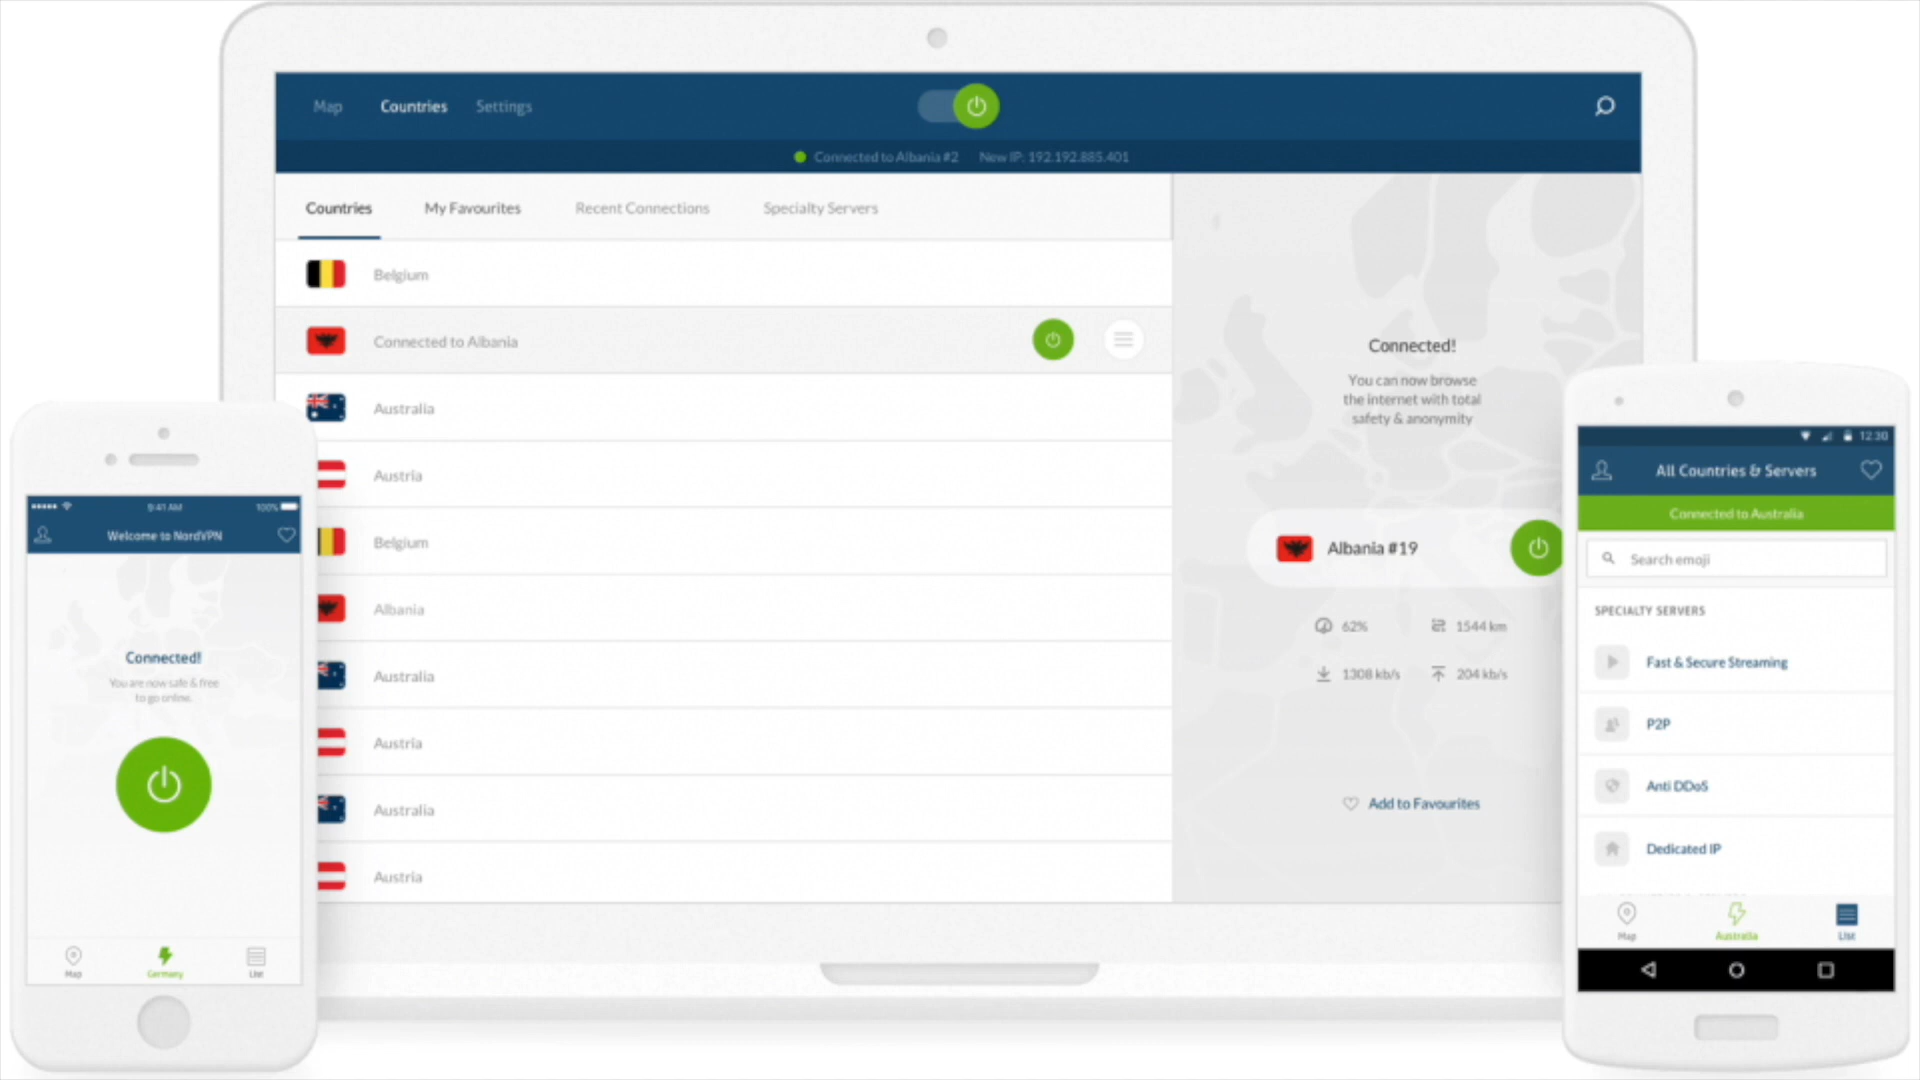 Map Countries Settings
Connected to Albania #2 New IP: 192.192.885.401
Countries My Favourites Recent Connections Specialty Servers
Belgium
Connected to Albania
Australia
Austria
Belgium
Albania
Australia
Austria
Australia
Austria
Connected!
You can now browse
the internet with total
safety & anonymity
Albania #19
62% 1544 km
1308 kb/s 204 kb/s
Add to Favourites
9:41 AM 100%
Welcome to NordVPN
Connected!
You are now safe & free
to go online.
Map Germany List
12:30
All Countries & Servers
Connected to Australia
Search emoji
SPECIALTY SERVERS
Fast & Secure Streaming
P2P
Anti DDoS
Dedicated IP
Map Australia List